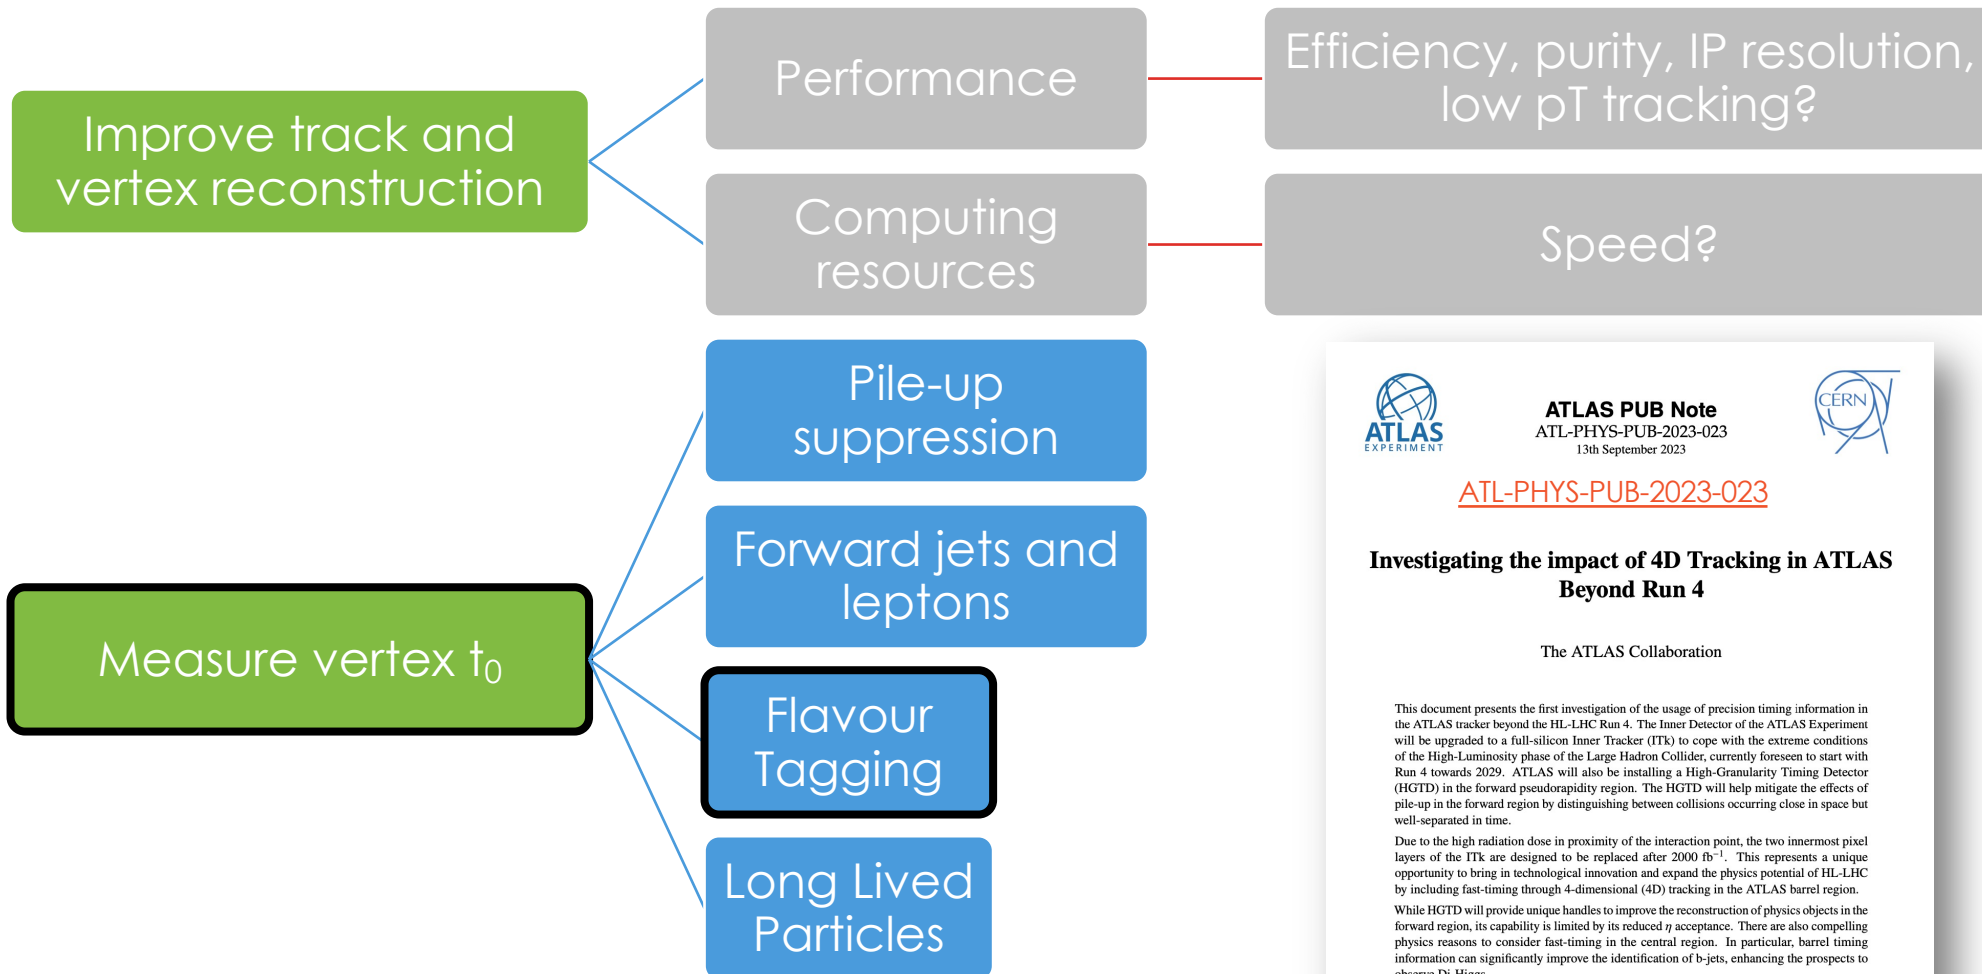 Improve track and
vertex reconstruction
Performance
Efficiency, purity, IP resolution,
low pT tracking?
Computing
resources
Speed?
Measure vertex t₀
Pile-up
suppression
Forward jets and
leptons
Flavour
Tagging
Long Lived
Particles
ATLAS
EXPERIMENT
ATLAS PUB Note
ATL-PHYS-PUB-2023-023
13th September 2023
CERN
ATL-PHYS-PUB-2023-023
Investigating the impact of 4D Tracking in ATLAS
Beyond Run 4
The ATLAS Collaboration
This document presents the first investigation of the usage of precision timing information in
the ATLAS tracker beyond the HL-LHC Run 4. The Inner Detector of the ATLAS Experiment
will be upgraded to a full-silicon Inner Tracker (ITk) to cope with the extreme conditions
of the High-Luminosity phase of the Large Hadron Collider, currently foreseen to start with
Run 4 towards 2029. ATLAS will also be installing a High-Granularity Timing Detector
(HGTD) in the forward pseudorapidity region. The HGTD will help mitigate the effects of
pile-up in the forward region by distinguishing between collisions occurring close in space but
well-separated in time.
Due to the high radiation dose in proximity of the interaction point, the two innermost pixel
layers of the ITk are designed to be replaced after 2000 fb⁻¹. This represents a unique
opportunity to bring in technological innovation and expand the physics potential of HL-LHC
by including fast-timing through 4-dimensional (4D) tracking in the ATLAS barrel region.
While HGTD will provide unique handles to improve the reconstruction of physics objects in the
forward region, its capability is limited by its reduced η acceptance. There are also compelling
physics reasons to consider fast-timing in the central region. In particular, barrel timing
information can significantly improve the identification of b-jets, enhancing the prospects to
observe Di-Higgs